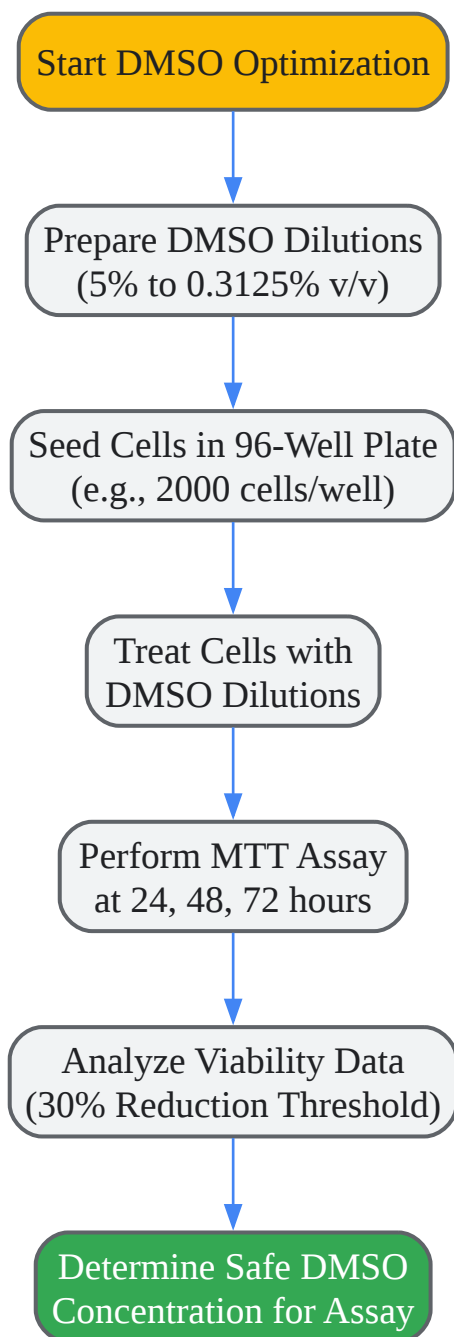 Start DMSO Optimization
Prepare DMSO Dilutions
(5% to 0.3125% v/v)
Seed Cells in 96-Well Plate
(e.g., 2000 cells/well)
Treat Cells with
DMSO Dilutions
Perform MTT Assay
at 24, 48, 72 hours
Analyze Viability Data
(30% Reduction Threshold)
Determine Safe DMSO
Concentration for Assay